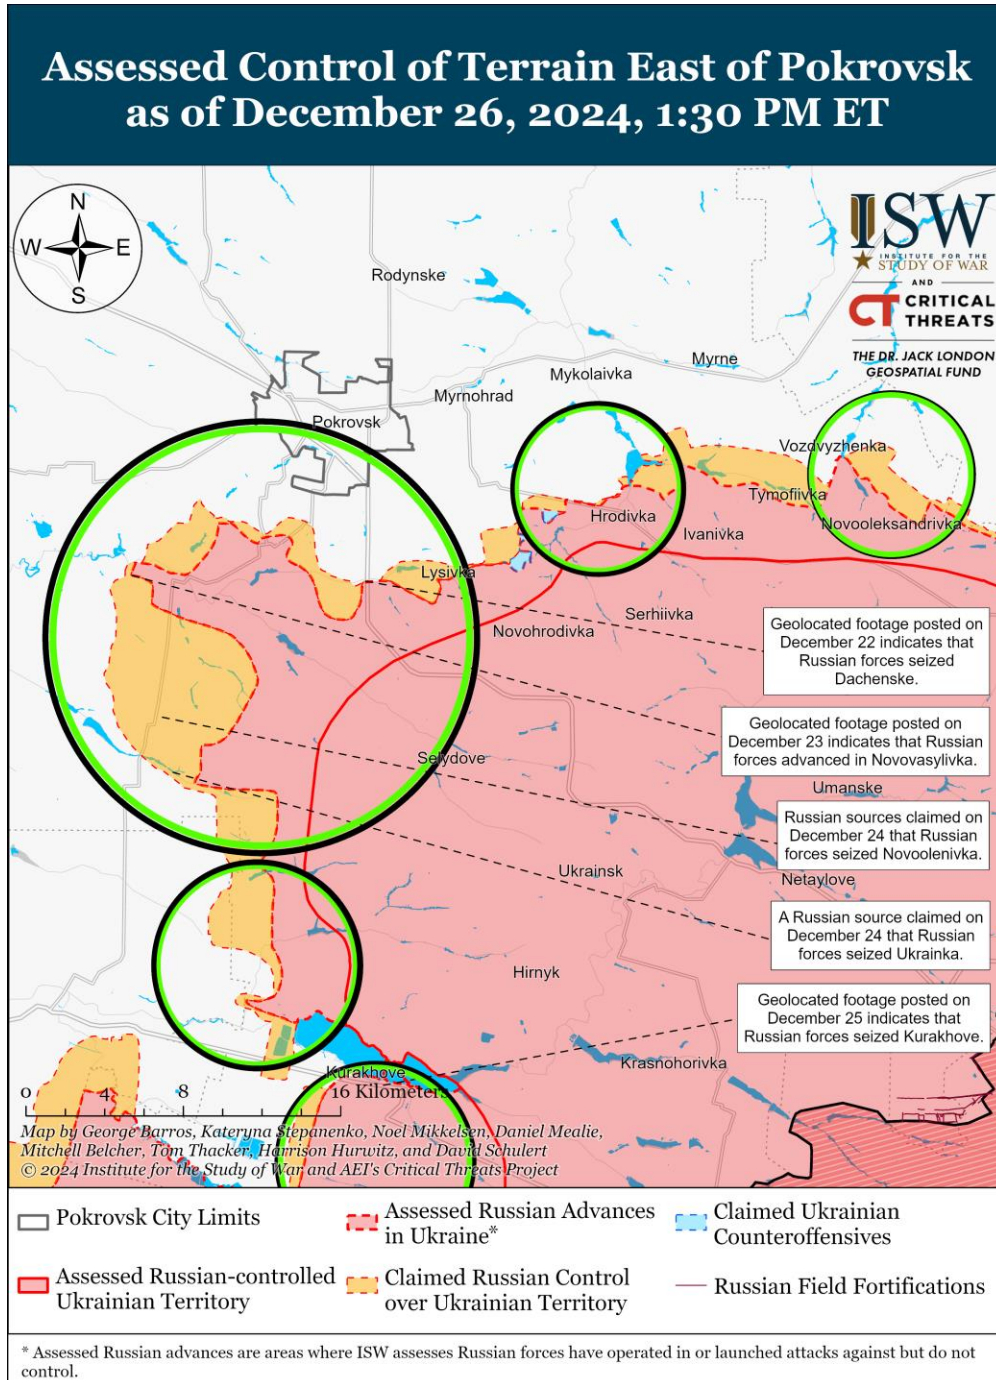 Assessed Control of Terrain East of Pokrovsk
as of December 26, 2024, 1:30 PM ET
N
W
E
S
ISW
INSTITUTE FOR THE
STUDY OF WAR
AND
CT CRITICAL
THREATS
THE DR. JACK LONDON
GEOSPATIAL FUND
Rodynske
Myrne
Mykolaivka
Myrnohrad
Pokrovsk
Vozdvyzhenka
Tymofiivka
Hrodivka
Novooleksandrivka
Ivanivka
Lysivka
Serhiivka
Novohrodivka
Geolocated footage posted on
December 22 indicates that
Russian forces seized
Dachenske.
Geolocated footage posted on
December 23 indicates that Russian
forces advanced in Novovasylivka.
Selydove
Umanske
Russian sources claimed on
December 24 that Russian
forces seized Novoolenivka.
Ukrainsk
Netaylove
A Russian source claimed on
December 24 that Russian
forces seized Ukrainka.
Hirnyk
Geolocated footage posted on
December 25 indicates that
Russian forces seized Kurakhove.
Krasnohorivka
Kurakhove
0 4 8 16 Kilometers
Map by George Barros, Kateryna Stepanenko, Noel Mikkelsen, Daniel Mealie,
Mitchell Belcher, Tom Thacker, Harrison Hurwitz, and David Schulert
© 2024 Institute for the Study of War and AEI's Critical Threats Project
Pokrovsk City Limits
Assessed Russian Advances
in Ukraine*
Claimed Ukrainian
Counteroffensives
Assessed Russian-controlled
Ukrainian Territory
Claimed Russian Control
over Ukrainian Territory
Russian Field Fortifications
* Assessed Russian advances are areas where ISW assesses Russian forces have operated in or launched attacks against but do not
control.